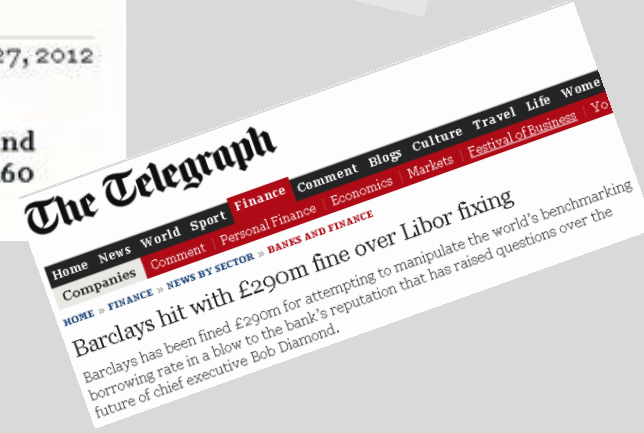 27, 2012
nd
60
The Telegraph
Home News World Sport Finance Comment Blogs Culture Travel Life Wome
Companies Comment Personal Finance Economics Markets Festival of Business Yo
HOME » FINANCE » NEWS BY SECTOR » BANKS AND FINANCE
Barclays hit with £290m fine over Libor fixing
Barclays has been fined £290m for attempting to manipulate the world's benchmarking
borrowing rate in a blow to the bank's reputation that has raised questions over the
future of chief executive Bob Diamond.